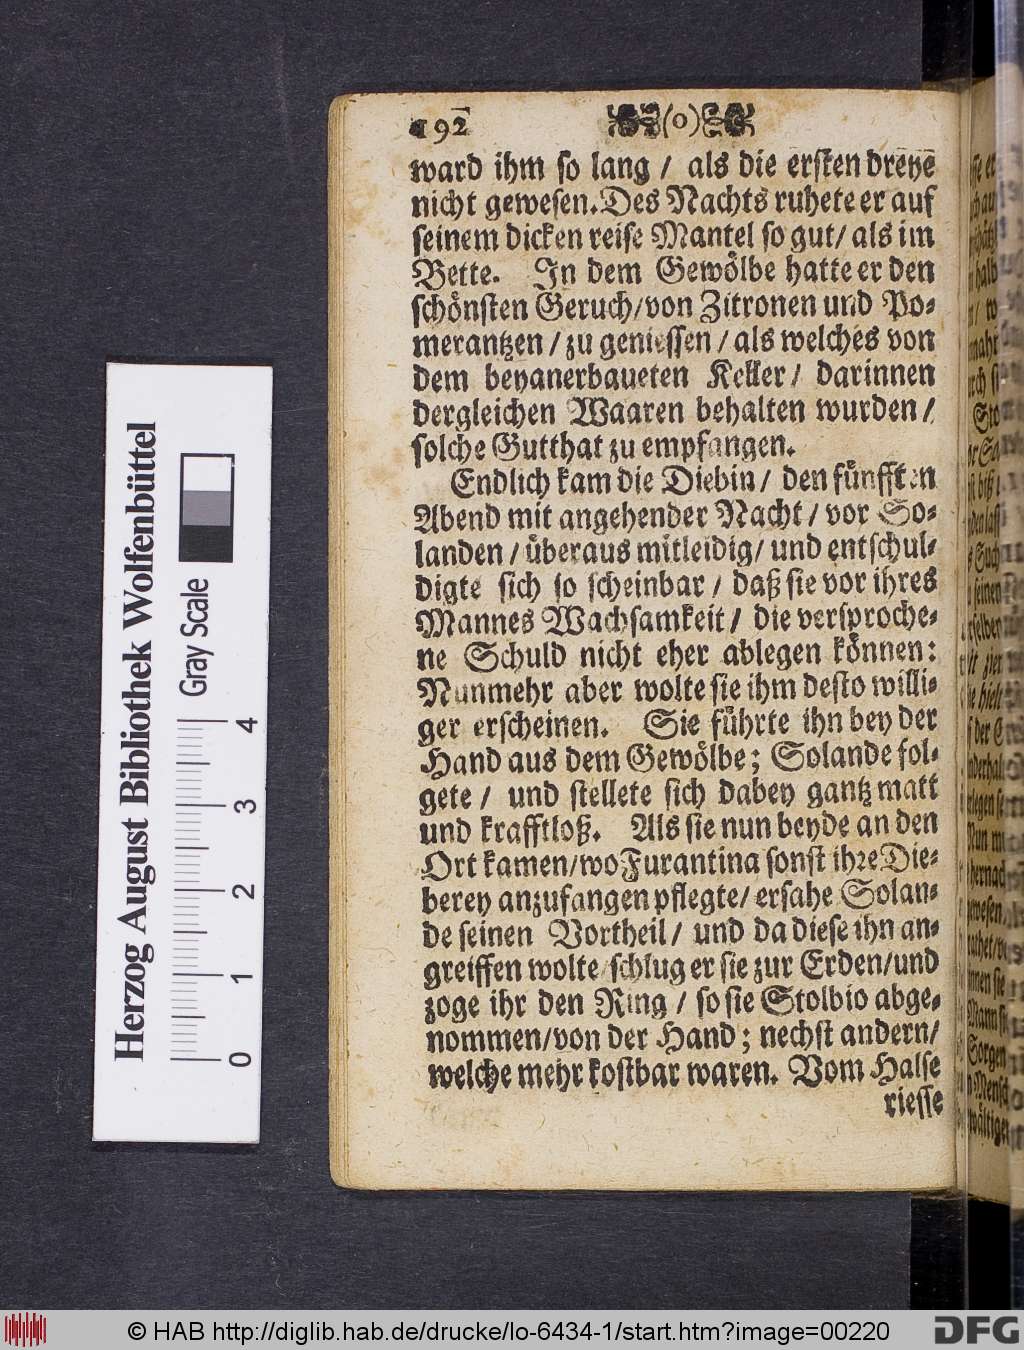 192 (0)
ward ihm so lang / als die ersten dreye
nicht gewesen. Des Nachts ruhete er auf
seinem dicken reise Mantel so gut / als im
Bette. In dem Gewölbe hatte er den
schönsten Geruch / von Zitronen und Po-
merantzen / zu geniessen / als welches von
dem beyanerbaueten Keller / darinnen
dergleichen Waaren behalten wurden /
solche Gutthat zu empfangen.
Endlich kam die Diebin / den fünfften
Abend mit angehender Nacht / vor So-
landen / überaus mitleidig / und entschul-
digte sich so scheinbar / daß sie vor ihres
Mannes Wachsamkeit / die versproche-
ne Schuld nicht eher ablegen können:
Nunmehr aber wolte sie ihm desto willi-
ger erscheinen. Sie führte ihn bey der
Hand aus dem Gewölbe; Solande fol-
gete / und stellete sich dabey gantz matt
und krafftloß. Als sie nun beyde an den
Ort kamen / wo Furantina sonst ihre Die-
berey anzufangen pflegte / ersahe Solan-
de seinen Vortheil / und da diese ihn an-
greiffen wolte / schlug er sie zur Erden / und
zoge ihr den Ring / so sie Stolbio abge-
nommen / von der Hand; nechst andern /
welche mehr kostbar waren. Vom Halse
riesse
Herzog August Bibliothek Wolfenbüttel
Gray Scale
0 1 2 3 4
© HAB http://diglib.hab.de/drucke/lo-6434-1/start.htm?image=00220
DFG